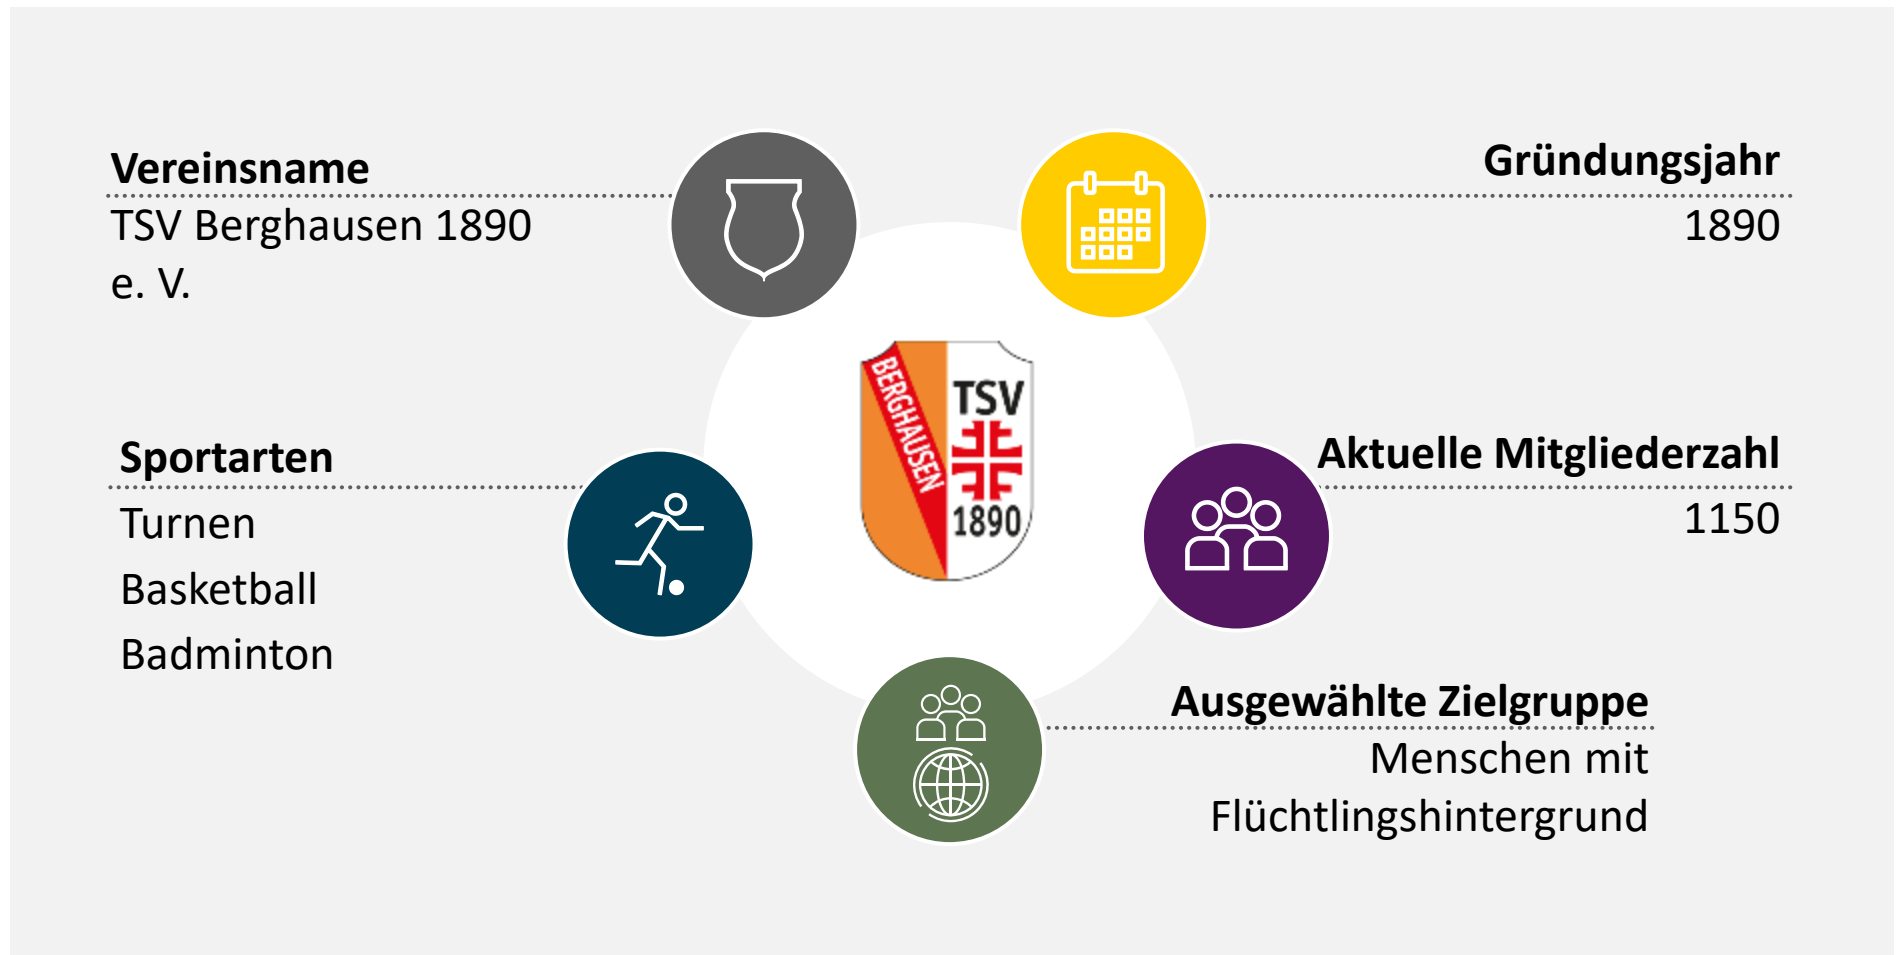 Vereinsname
TSV Berghausen 1890
e. V.
Gründungsjahr
1890
BERGHAUSEN
TSV
1890
Sportarten
Turnen
Basketball
Badminton
Aktuelle Mitgliederzahl
1150
Ausgewählte Zielgruppe
Menschen mit
Flüchtlingshintergrund